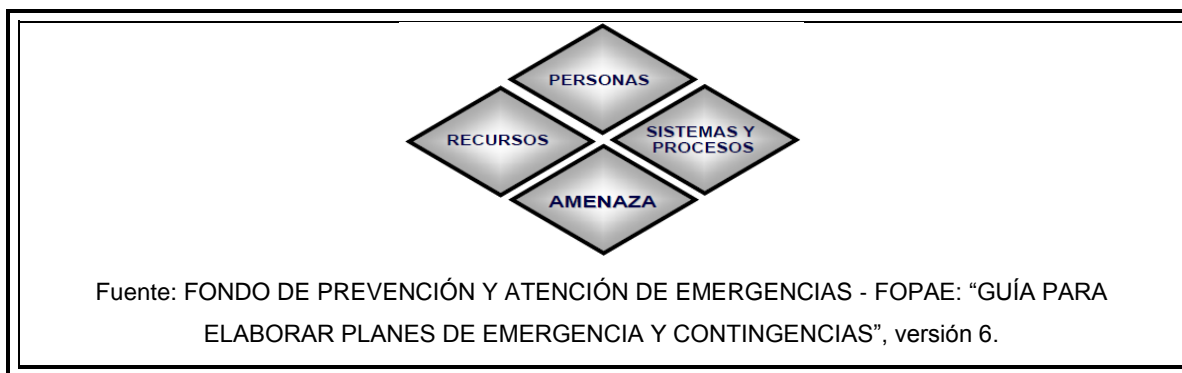 PERSONAS
RECURSOS
SISTEMAS Y
PROCESOS
AMENAZA
Fuente: FONDO DE PREVENCIÓN Y ATENCIÓN DE EMERGENCIAS - FOPAE: “GUÍA PARA
ELABORAR PLANES DE EMERGENCIA Y CONTINGENCIAS”, versión 6.